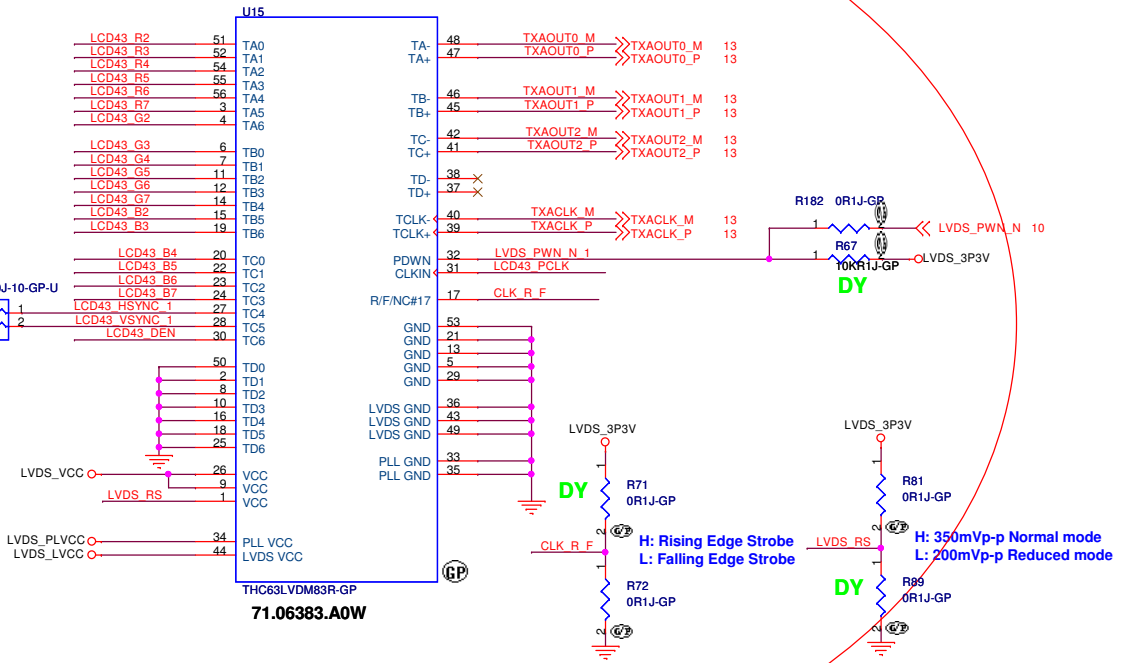 U15
LCD43_R2 51 TA0 TA- 48 TXAOUT0_M TXAOUT0_M 13
LCD43_R3 52 TA1 TA+ 47 TXAOUT0_P TXAOUT0_P 13
LCD43_R4 54 TA2
LCD43_R5 55 TA3
LCD43_R6 56 TA4 TB- 46 TXAOUT1_M TXAOUT1_M 13
LCD43_R7 3 TA5 TB+ 45 TXAOUT1_P TXAOUT1_P 13
LCD43_G2 4 TA6
TC- 42 TXAOUT2_M TXAOUT2_M 13
LCD43_G3 6 TB0 TC+ 41 TXAOUT2_P TXAOUT2_P 13
LCD43_G4 7 TB1
LCD43_G5 11 TB2 TD- 38
LCD43_G6 12 TB3 TD+ 37
LCD43_G7 14 TB4
LCD43_B2 15 TB5 TCLK- 40 TXACLK_M TXACLK_M 13
LCD43_B3 19 TB6 TCLK+ 39 TXACLK_P TXACLK_P 13
R182 0R1J-GP
1 LVDS_PWN_N 10
LCD43_B4 20 TC0 PDWN 32 LVDS_PWN_N_1
LCD43_B5 22 TC1 CLKIN 31 LCD43_PCLK
R67
1 2 LVDS_3P3V
10KR1J-GP
DY
LCD43_B6 23 TC2
LCD43_B7 24 TC3 R/F/NC#17 17 CLK_R_F
J-10-GP-U
1 LCD43_HSYNC_1 27 TC4
2 LCD43_VSYNC_1 28 TC5 GND 53
LCD43_DEN 30 TC6 GND 21
GND 13
50 TD0 GND 5
2 TD1 GND 29
8 TD2
10 TD3 LVDS GND 36
16 TD4 LVDS GND 43
18 TD5 LVDS GND 49
25 TD6
PLL GND 33
LVDS_VCC 26 VCC PLL GND 35
9 VCC
LVDS_RS 1 VCC
LVDS_PLVCC 34 PLL VCC
LVDS_LVCC 44 LVDS VCC
GP
THC63LVDM83R-GP
71.06383.A0W
LVDS_3P3V
1
R71
DY
0R1J-GP
2 G/P
CLK_R_F
H: Rising Edge Strobe
L: Falling Edge Strobe
1
R72
0R1J-GP
2 G/P
LVDS_3P3V
1
R81
0R1J-GP
2 G/P
LVDS_RS
H: 350mVp-p Normal mode
L: 200mVp-p Reduced mode
1
R89
DY
0R1J-GP
2 G/P